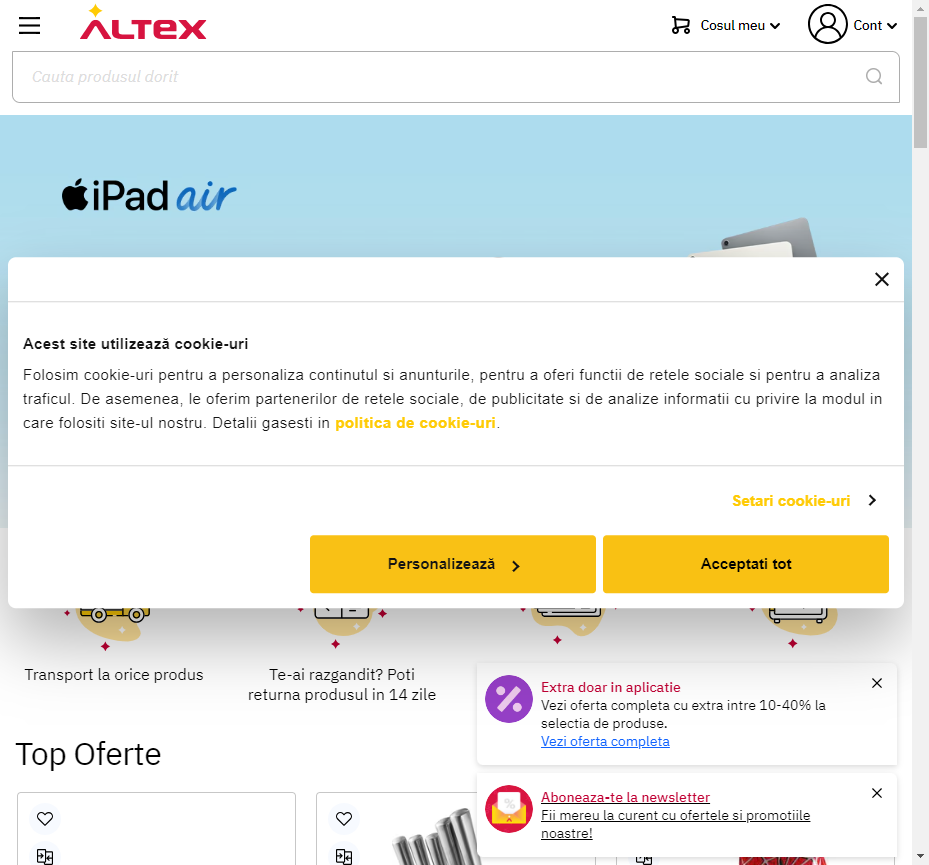 ALTEX
Cosul meu
Cont
Cauta produsul dorit
iPad air
Acest site utilizează cookie-uri
Folosim cookie-uri pentru a personaliza continutul si anunturile, pentru a oferi functii de retele sociale si pentru a analiza
traficul. De asemenea, le oferim partenerilor de retele sociale, de publicitate si de analize informatii cu privire la modul in
care folositi site-ul nostru. Detalii gasesti in politica de cookie-uri.
Setari cookie-uri
Personalizează
Acceptati tot
Transport la orice produs
Te-ai razgandit? Poti
returna produsul in 14 zile
Extra doar in aplicatie
Vezi oferta completa cu extra intre 10-40% la
selectia de produse.
Vezi oferta completa
Top Oferte
Aboneaza-te la newsletter
Fii mereu la curent cu ofertele si promotiile
noastre!